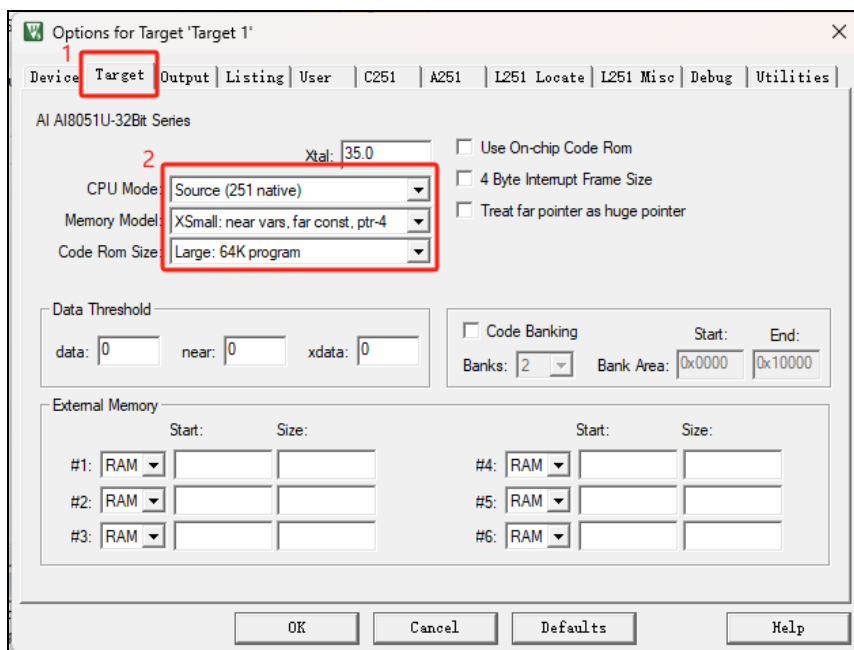 Options for Target 'Target 1'
1
Device Target Output Listing User C251 A251 L251 Locate L251 Misc Debug Utilities
AI AI8051U-32Bit Series
2
Xtal: 35.0
Use On-chip Code Rom
CPU Mode: Source (251 native)
4 Byte Interrupt Frame Size
Memory Model: XSmall: near vars, far const, ptr-4
Treat far pointer as huge pointer
Code Rom Size: Large: 64K program
Data Threshold
data: 0 near: 0 xdata: 0
Code Banking Start: End:
Banks: 2 Bank Area: 0x0000 0x10000
External Memory
Start: Size: Start: Size:
#1: RAM #4: RAM
#2: RAM #5: RAM
#3: RAM #6: RAM
OK Cancel Defaults Help